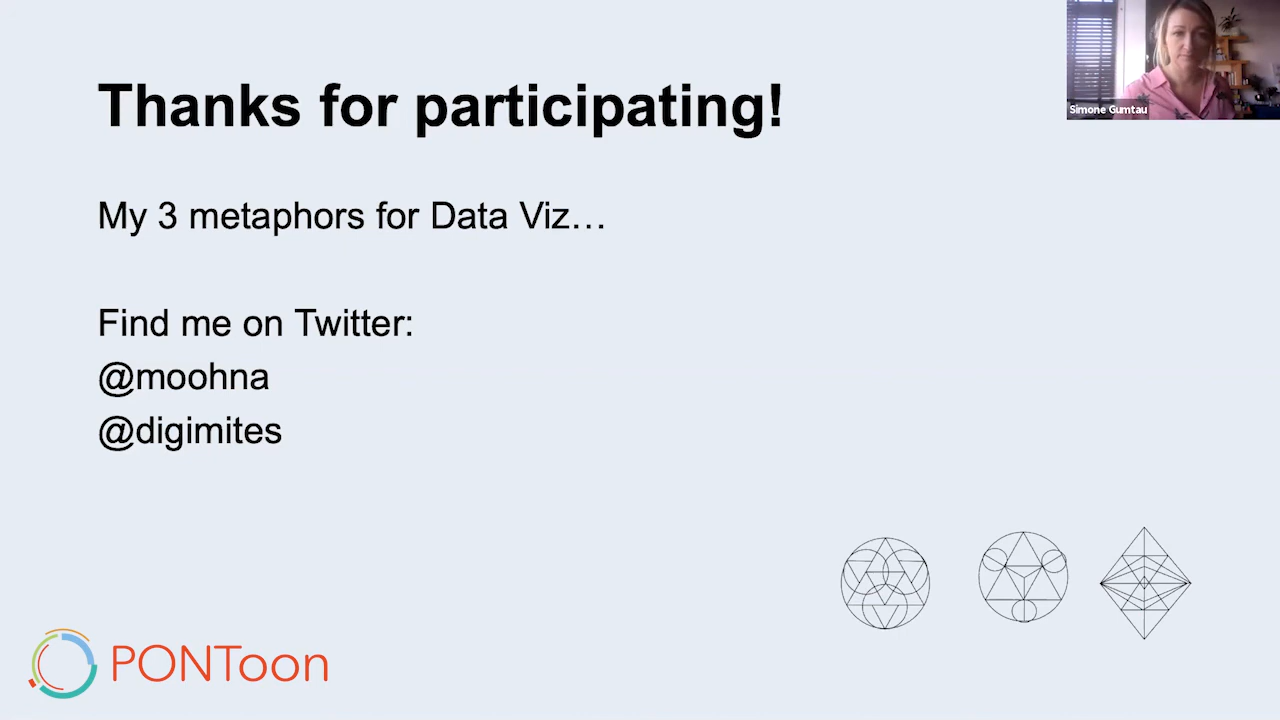 Thanks for participating!
Simone Gumtau
My 3 metaphors for Data Viz…
Find me on Twitter:
@moohna
@digimites
PONToon